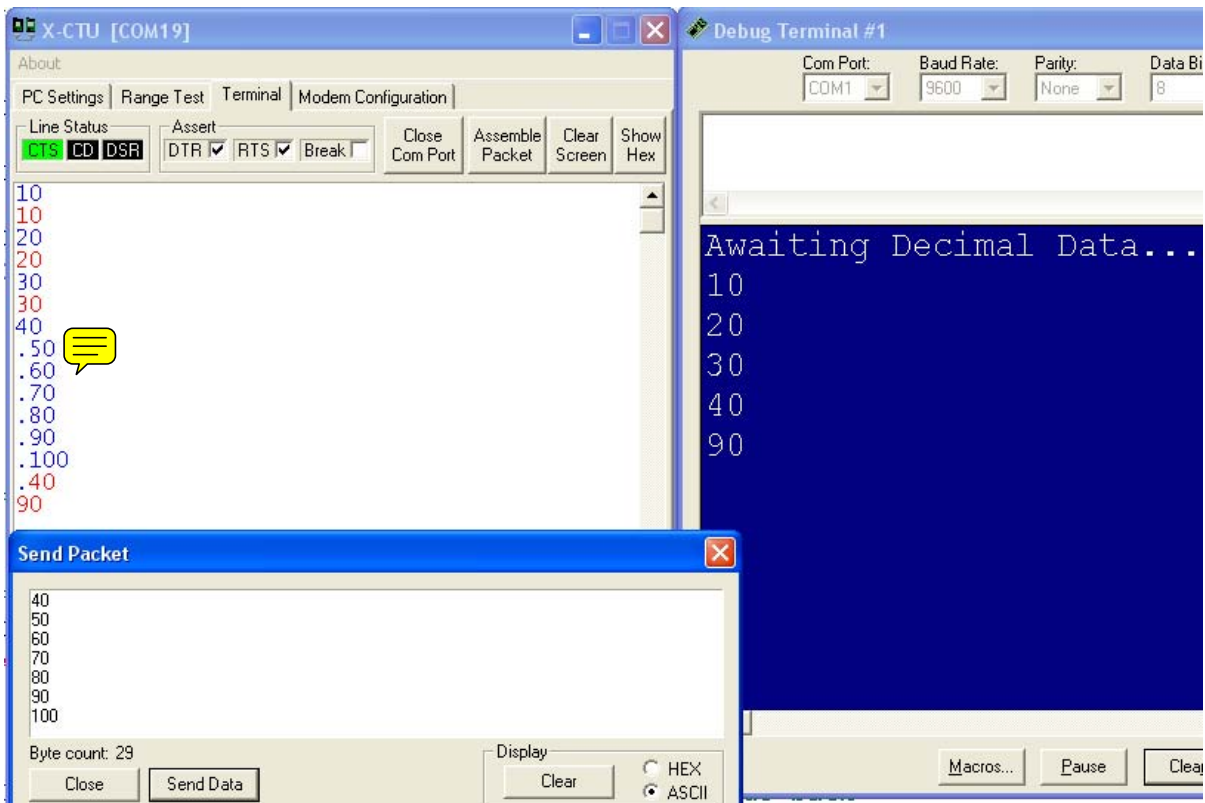 X-CTU [COM19]
About
PC Settings Range Test Terminal Modem Configuration
Line Status Assert
CTS CD DSR DTR RTS Break
Close Com Port
Assemble Packet
Clear Screen
Show Hex
10
10
20
20
30
30
40
.50
.60
.70
.80
.90
.100
.40
90
Send Packet
40
50
60
70
80
90
100
Byte count: 29
Close Send Data
Display
Clear
HEX
ASCII
Debug Terminal #1
Com Port: Baud Rate: Parity: Data Bi
COM1 9600 None 8
Awaiting Decimal Data...
10
20
30
40
90
Macros... Pause Clea